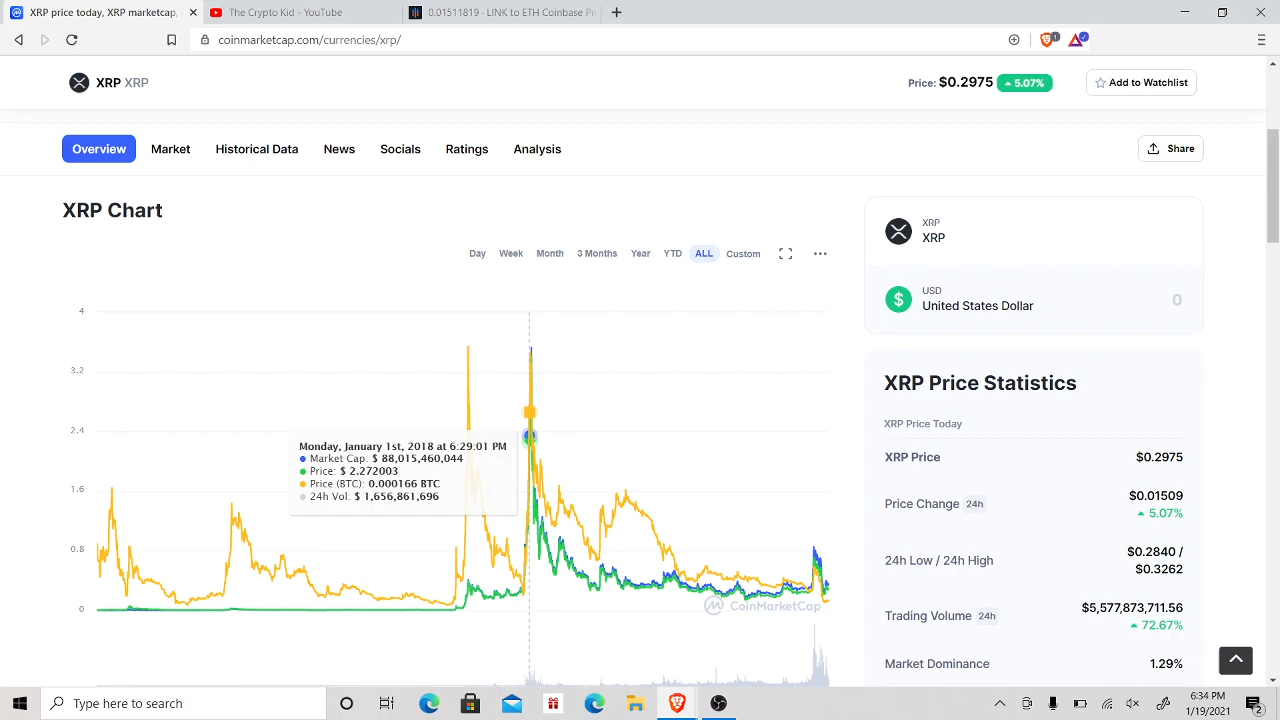 XRP price today, XRP marketcap,
The Crypto Kid - YouTube
0.01511819 - LINK to ETH Coinbase Pr
coinmarketcap.com/currencies/xrp/
1
XRP XRP
Price: $0.2975 5.07%
Add to Watchlist
Overview Market Historical Data News Socials Ratings Analysis
Share
XRP Chart
Day Week Month 3 Months Year YTD ALL Custom
4
3.2
2.4
1.6
0.8
0
Monday, January 1st, 2018 at 6:29:01 PM
Market Cap: $ 88,015,460,044
Price: $ 2.272003
Price (BTC): 0.000166 BTC
24h Vol: $ 1,656,861,696
CoinMarketCap
XRP
XRP
USD
United States Dollar
0
XRP Price Statistics
XRP Price Today
XRP Price $0.2975
Price Change 24h $0.01509
5.07%
24h Low / 24h High $0.2840 /
$0.3262
Trading Volume 24h $5,577,873,711.56
72.67%
Market Dominance 1.29%
Type here to search
6:34 PM
1/19/2021
2